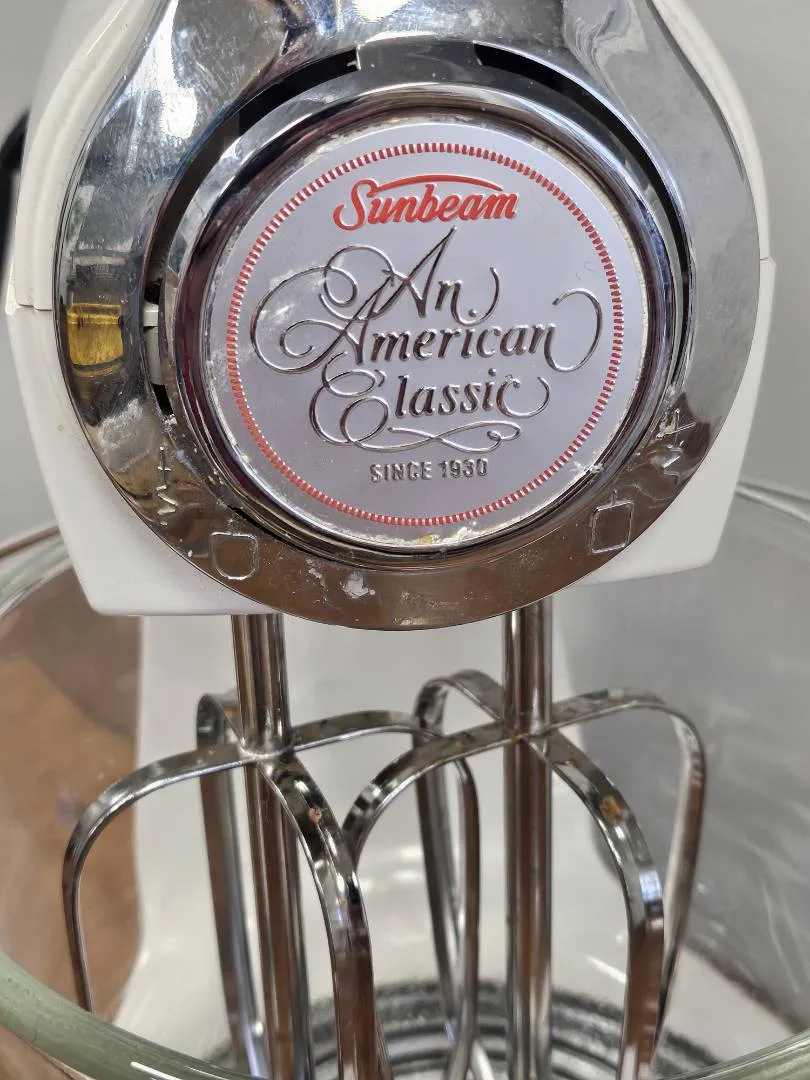 Sunbeam
An
American
Classic
SINCE 1930